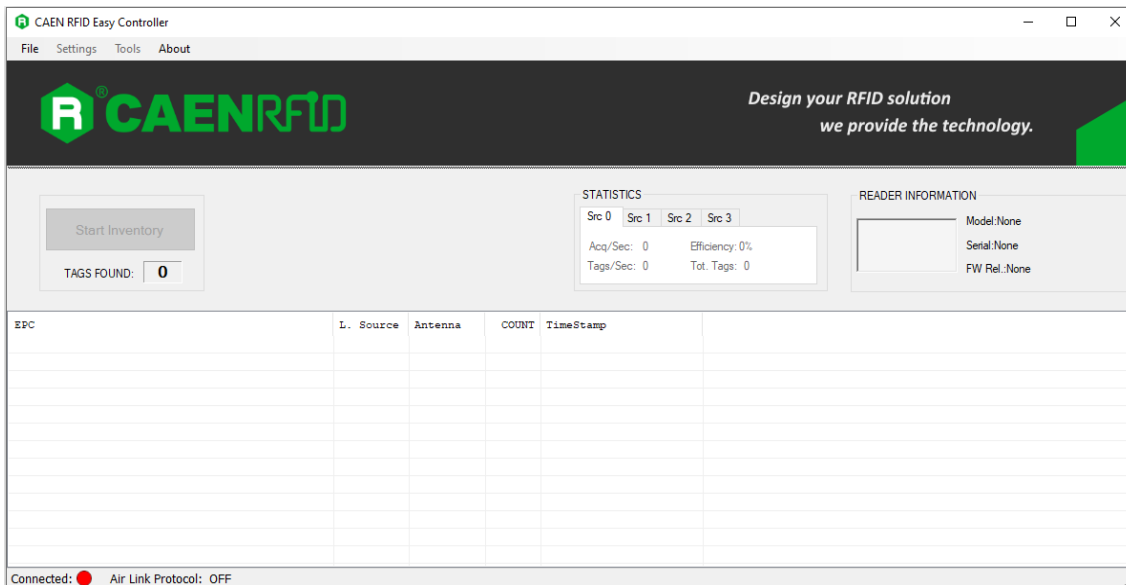 CAEN RFID Easy Controller
File Settings Tools About
R®CAENRFID
Design your RFID solution
we provide the technology.
Start Inventory
TAGS FOUND: 0
STATISTICS
Src 0 Src 1 Src 2 Src 3
Acq/Sec: 0 Efficiency: 0%
Tags/Sec: 0 Tot. Tags: 0
READER INFORMATION
Model:None
Serial:None
FW Rel.:None
EPC L. Source Antenna COUNT TimeStamp
Connected: Air Link Protocol: OFF